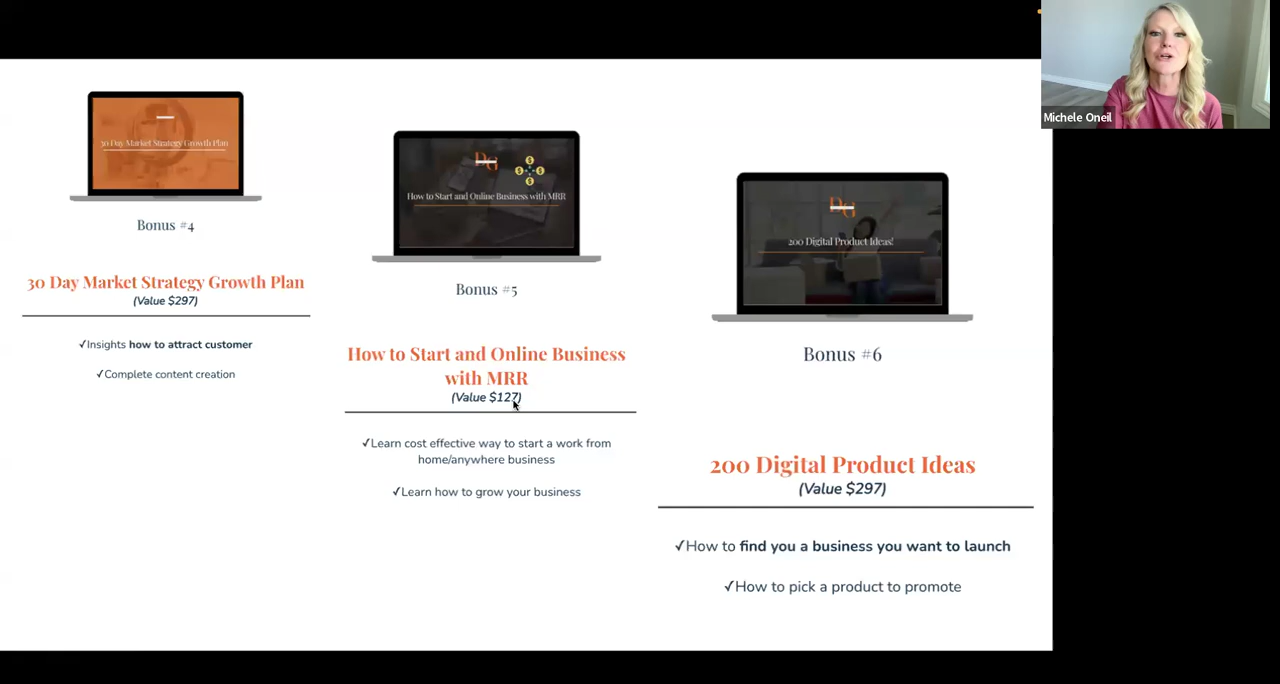 30 Day Market Strategy Growth Plan
Bonus #4
30 Day Market Strategy Growth Plan
(Value $297)
✓Insights how to attract customer
✓Complete content creation
DG
How to Start and Online Business with MRR
Bonus #5
How to Start and Online Business
with MRR
(Value $127)
✓Learn cost effective way to start a work from
home/anywhere business
✓Learn how to grow your business
DG
200 Digital Product Ideas!
Bonus #6
200 Digital Product Ideas
(Value $297)
✓How to find you a business you want to launch
✓How to pick a product to promote
Michele Oneil